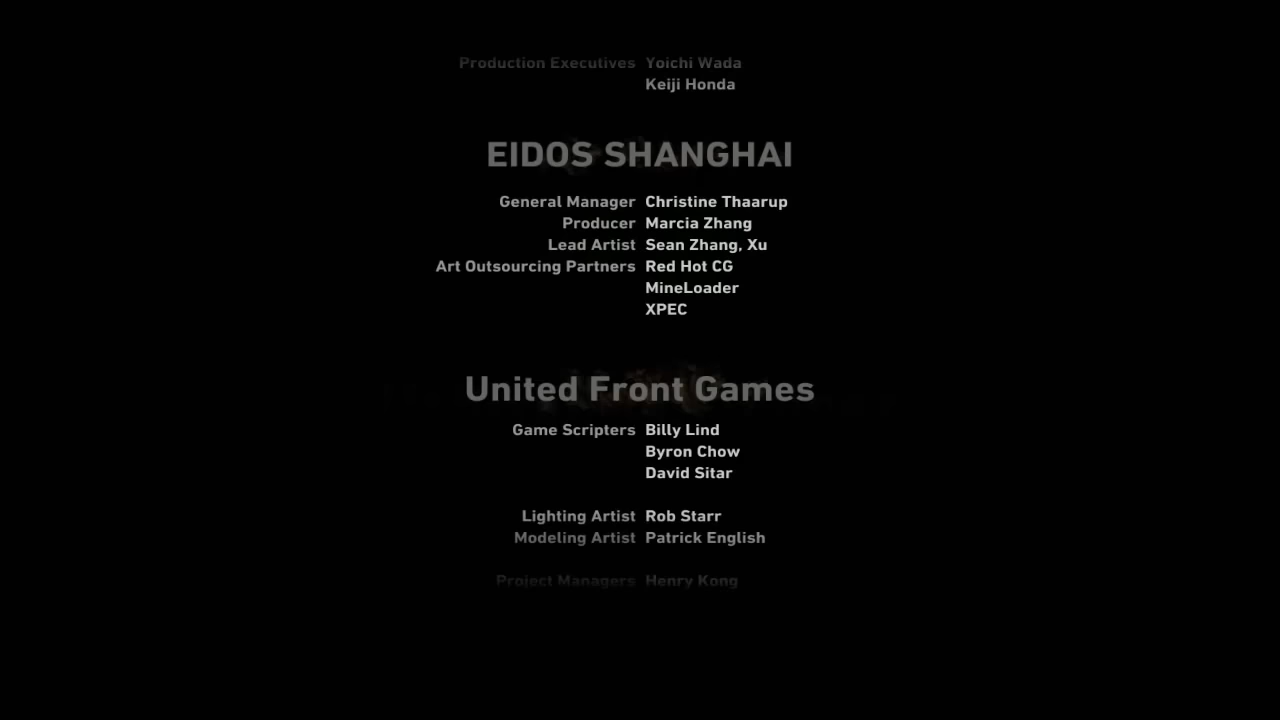 Production Executives Yoichi Wada
Keiji Honda
EIDOS SHANGHAI
General Manager Christine Thaarup
Producer Marcia Zhang
Lead Artist Sean Zhang, Xu
Art Outsourcing Partners Red Hot CG
MineLoader
XPEC
United Front Games
Game Scripters Billy Lind
Byron Chow
David Sitar
Lighting Artist Rob Starr
Modeling Artist Patrick English
Project Managers Henry Kong